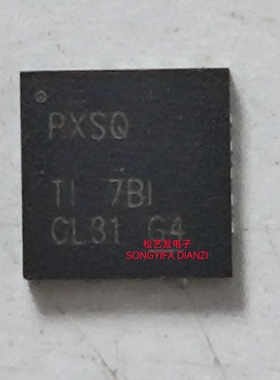 PXSQ
TI 7BI
CL31 G4
松艺发电子
SONGYIFA DIANZI